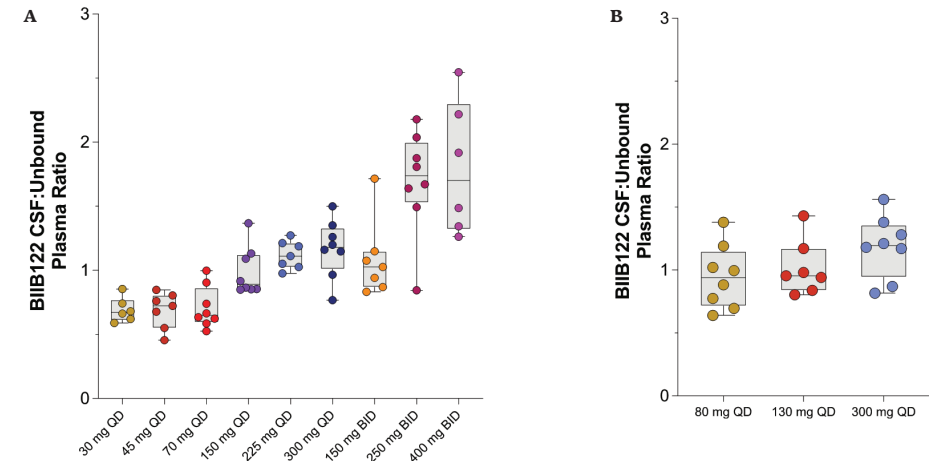 A
BIIB122 CSF:Unbound
Plasma Ratio
3
2
1
0
30 mg QD
45 mg QD
70 mg QD
150 mg QD
225 mg QD
300 mg QD
150 mg BID
250 mg BID
400 mg BID
B
BIIB122 CSF:Unbound
Plasma Ratio
3
2
1
0
80 mg QD
130 mg QD
300 mg QD